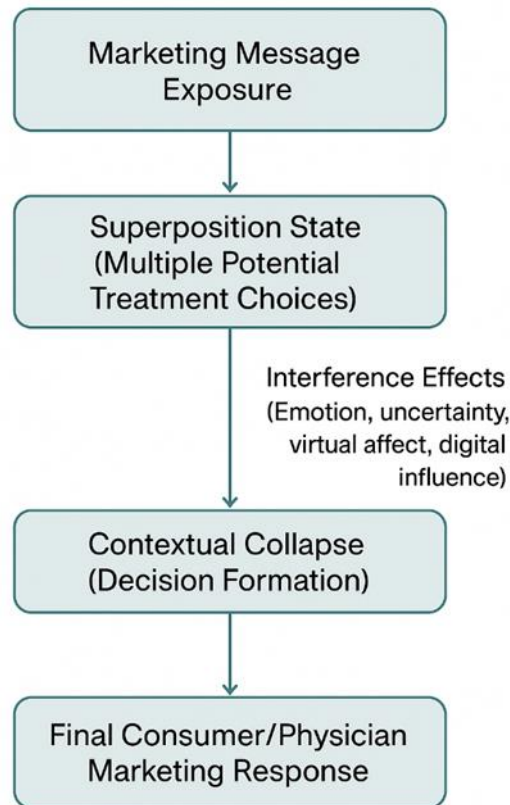 Marketing Message
Exposure
Superposition State
(Multiple Potential
Treatment Choices)
Interference Effects
(Emotion, uncertainty,
virtual affect, digital
influence)
Contextual Collapse
(Decision Formation)
Final Consumer/Physician
Marketing Response